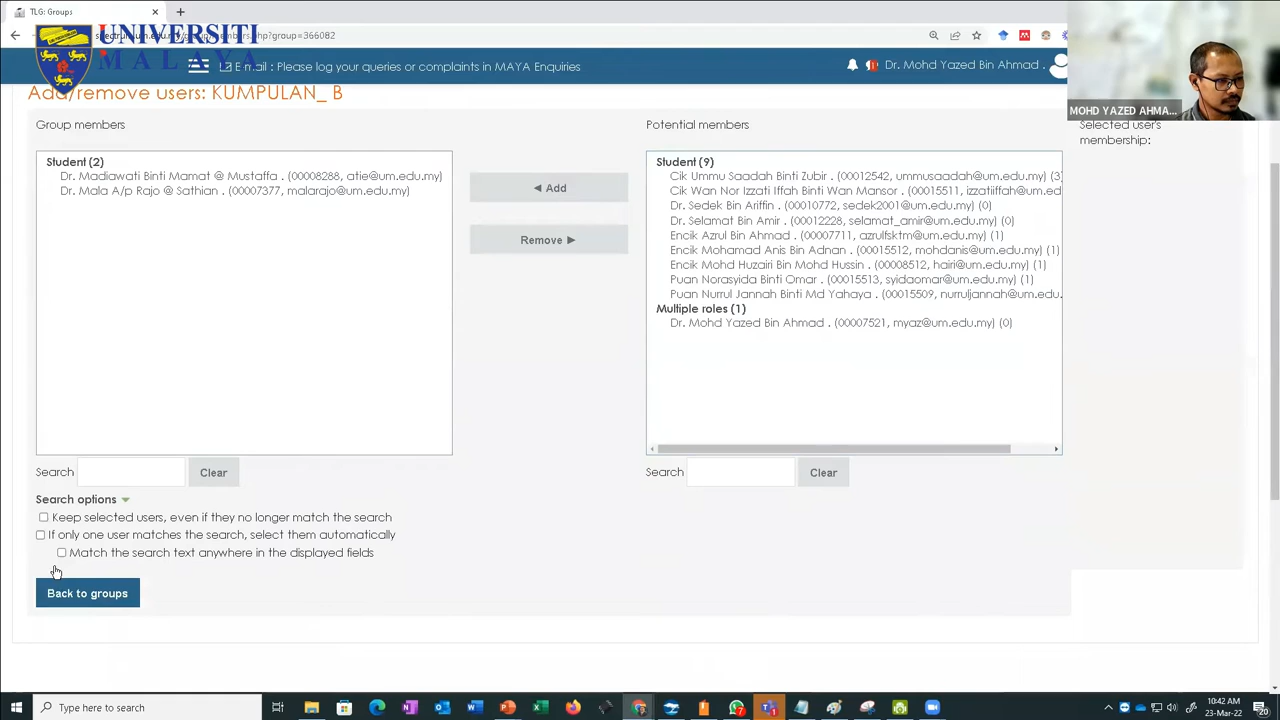 TLG: Groups
UNIVERSITI
MALAYA
E mail : Please log your queries or complaints in MAYA Enquiries
Dr. Mohd Yazed Bin Ahmad .
MOHD YAZED AHMA...
Add/remove users: KUMPULAN_ B
Group members
Student (2)
Dr. Madiawati Binti Mamat @ Mustaffa . (00008288, atie@um.edu.my)
Dr. Mala A/p Rajo @ Sathian . (00007377, malarajo@um.edu.my)
Add
Remove
Potential members
Student (9)
Cik Ummu Saadah Binti Zubir . (00012542, ummusaadah@um.edu.my) (3)
Cik Wan Nor Izzati Iffah Binti Wan Mansor . (00015511, izzatiiffah@um.ed
Dr. Sedek Bin Ariffin . (00010772, sedek2001@um.edu.my) (0)
Dr. Selamat Bin Amir . (00012228, selamat_amir@um.edu.my) (0)
Encik Azrul Bin Ahmad . (00007711, azrulfsktm@um.edu.my) (1)
Encik Mohamad Anis Bin Adnan . (00015512, mohdanis@um.edu.my) (1)
Encik Mohd Huzairi Bin Mohd Hussin . (00008512, hairi@um.edu.my) (1)
Puan Norasyida Binti Omar . (00015513, syidaomar@um.edu.my) (1)
Puan Nurrul Jannah Binti Md Yahaya . (00015509, nurruljannah@um.edu.
Multiple roles (1)
Dr. Mohd Yazed Bin Ahmad . (00007521, myaz@um.edu.my) (0)
Selected user's
membership:
Search
Clear
Search
Clear
Search options
Keep selected users, even if they no longer match the search
If only one user matches the search, select them automatically
Match the search text anywhere in the displayed fields
Back to groups
Type here to search
10:42 AM
23-Mar-22
20